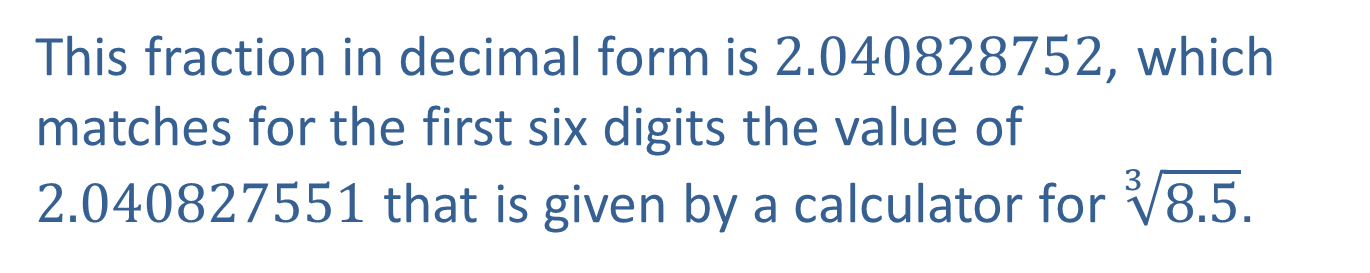 This fraction in decimal form is 2.040828752, which
matches for the first six digits the value of
2.040827551 that is given by a calculator for ∛8.5.